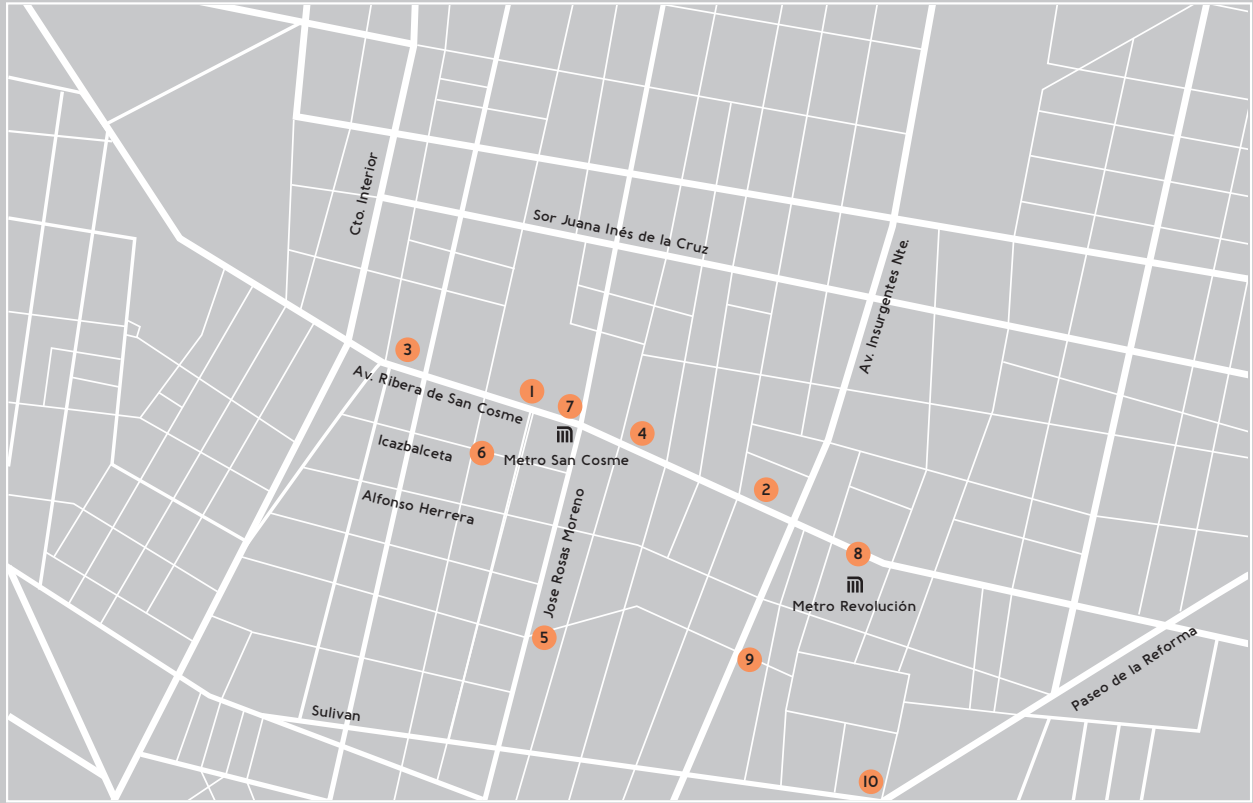 Cto. Interior
Sor Juana Inés de la Cruz
Av. Insurgentes Nte.
3
Av. Ribera de San Cosme
1
7
4
Icazbalceta
6
Metro San Cosme
2
Alfonso Herrera
Jose Rosas Moreno
8
Metro Revolución
5
9
Paseo de la Reforma
Sulivan
10